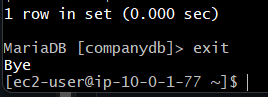 1 row in set (0.000 sec)
MariaDB [companydb]> exit
Bye
[ec2-user@ip-10-0-1-77 ~]$